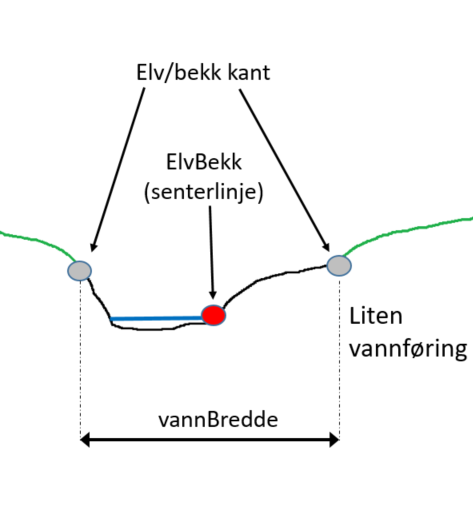 Elv/bekk kant
ElvBekk
(senterlinje)
Liten
vannføring
vannBredde